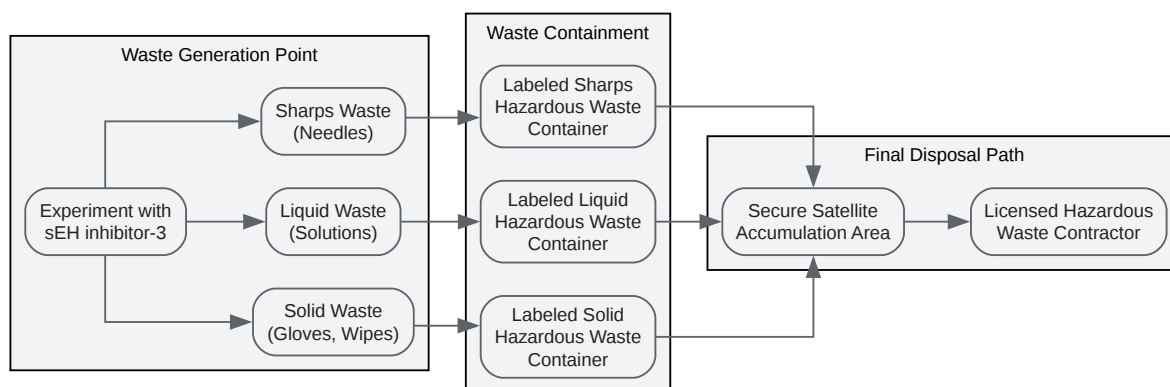 Waste Generation Point
Experiment with
sEH inhibitor-3
Sharps Waste
(Needles)
Liquid Waste
(Solutions)
Solid Waste
(Gloves, Wipes)
Waste Containment
Labeled Sharps
Hazardous Waste
Container
Labeled Liquid
Hazardous Waste
Container
Labeled Solid
Hazardous Waste
Container
Final Disposal Path
Secure Satellite
Accumulation Area
Licensed Hazardous
Waste Contractor